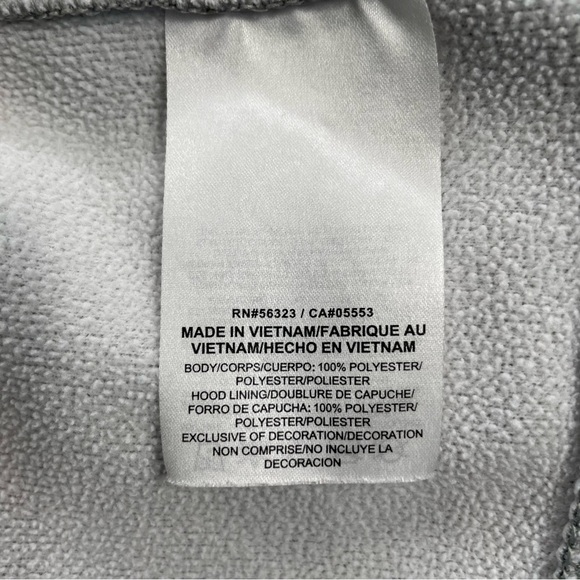 RN#56323 / CA#05553
MADE IN VIETNAM/FABRIQUE AU
VIETNAM/HECHO EN VIETNAM
BODY/CORPS/CUERPO: 100% POLYESTER/
POLYESTER/POLIESTER
HOOD LINING/DOUBLURE DE CAPUCHE/
FORRO DE CAPUCHA: 100% POLYESTER/
POLYESTER/POLIESTER
EXCLUSIVE OF DECORATION/DECORATION
NON COMPRISE/NO INCLUYE LA
DECORACION